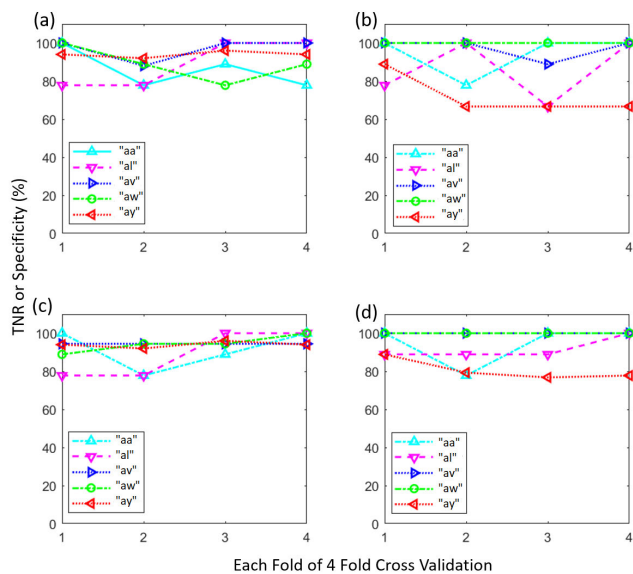 (a)
100
80
60
40
20
0
"aa"
"al"
"av"
"aw"
"ay"
1 2 3 4
(b)
100
80
60
40
20
0
"aa"
"al"
"av"
"aw"
"ay"
1 2 3 4
TNR or Specificity (%)
(c)
100
80
60
40
20
0
"aa"
"al"
"av"
"aw"
"ay"
1 2 3 4
(d)
100
80
60
40
20
0
"aa"
"al"
"av"
"aw"
"ay"
1 2 3 4
Each Fold of 4 Fold Cross Validation